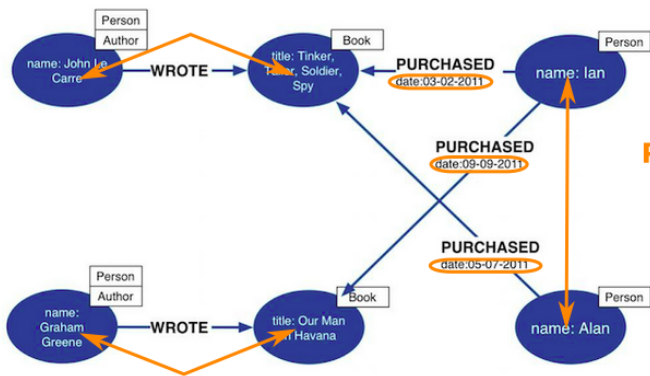 Person
Author
name: John Le
Carre
WROTE
Book
title: Tinker,
Tailor, Soldier,
Spy
PURCHASED
date:03-02-2011
Person
name: Ian
PURCHASED
date:09-09-2011
PURCHASED
date:05-07-2011
Person
Author
name:
Graham
Greene
WROTE
Book
title: Our Man
in Havana
Person
name: Alan